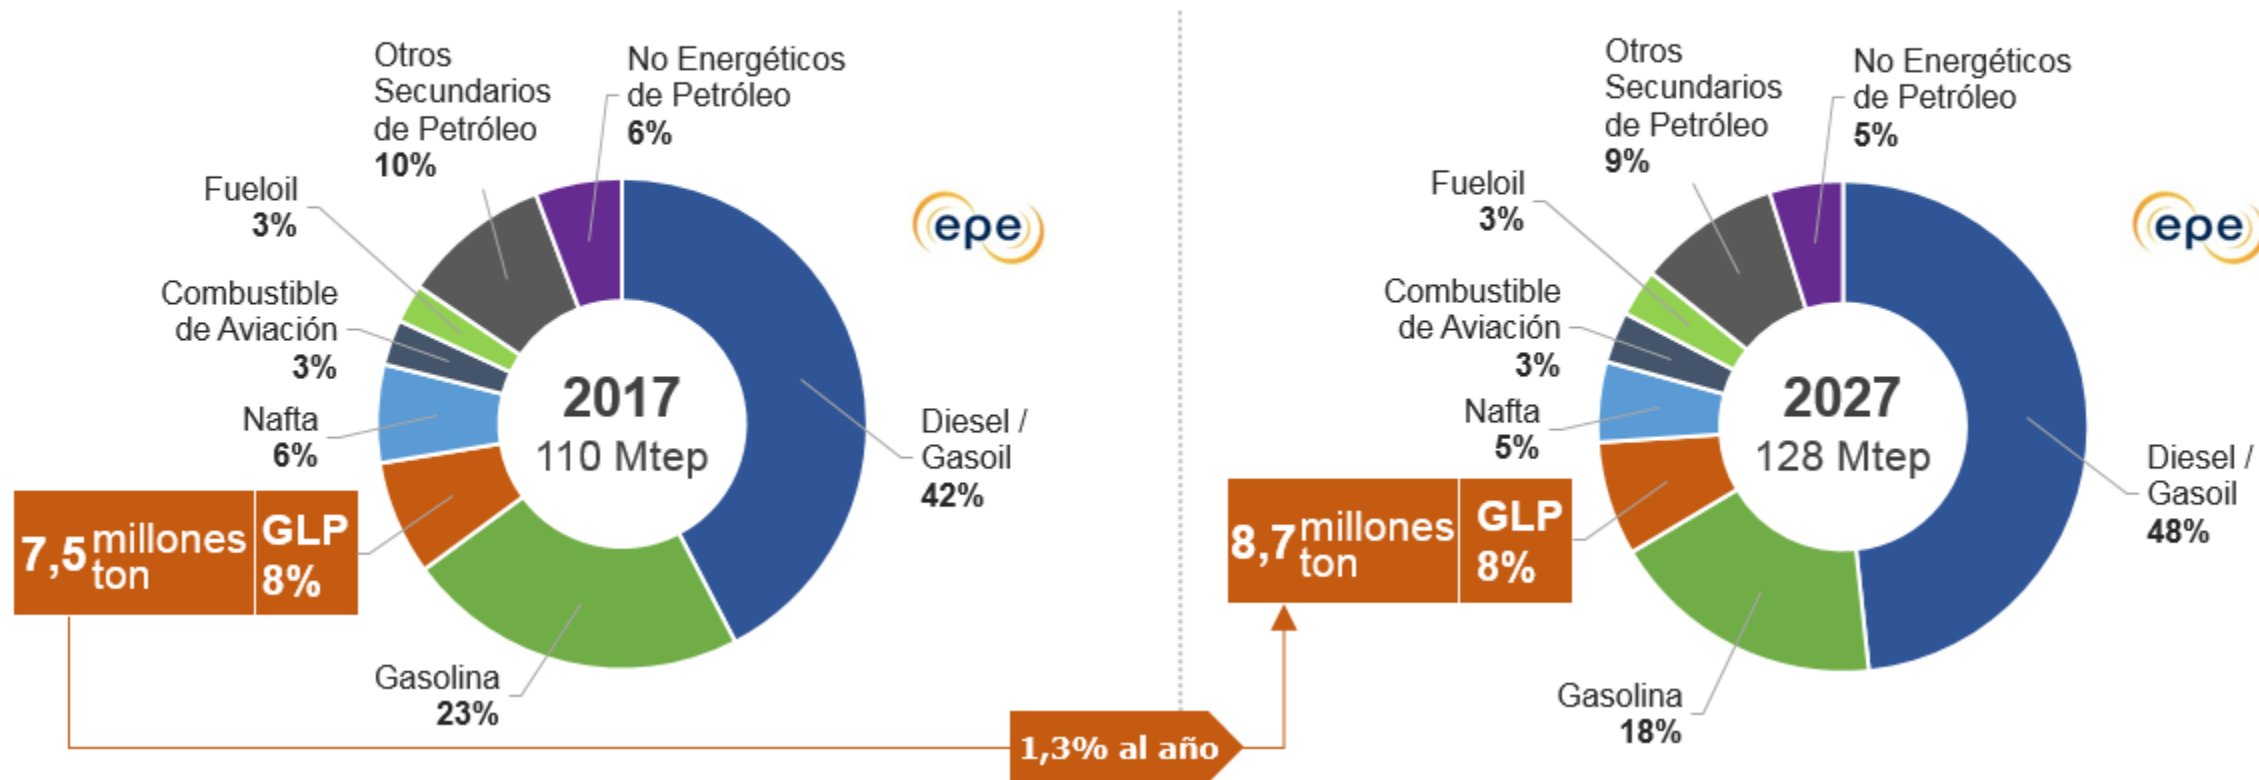 Otros
Secundarios
de Petróleo
10%
No Energéticos
de Petróleo
6%
Fueloil
3%
Combustible
de Aviación
3%
Nafta
6%
7,5 millones
ton
GLP
8%
Gasolina
23%
Diesel /
Gasoil
42%
2017
110 Mtep
epe
1,3% al año
Otros
Secundarios
de Petróleo
9%
No Energéticos
de Petróleo
5%
Fueloil
3%
Combustible
de Aviación
3%
Nafta
5%
8,7 millones
ton
GLP
8%
Gasolina
18%
Diesel /
Gasoil
48%
2027
128 Mtep
epe